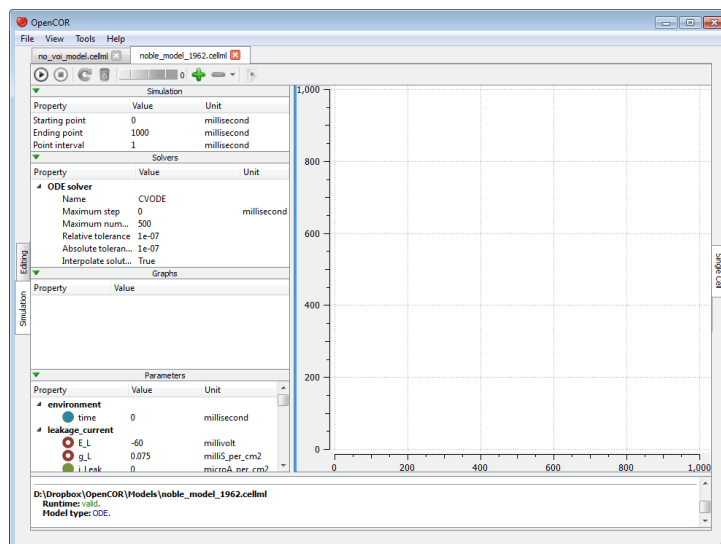 OpenCOR
File View Tools Help
no_voi_model.cellml noble_model_1962.cellml
0
Simulation
Property Value Unit
Starting point 0 millisecond
Ending point 1000 millisecond
Point interval 1 millisecond
Solvers
Property Value Unit
ODE solver
Name CVODE
Maximum step 0 millisecond
Maximum num... 500
Relative tolerance 1e-07
Absolute toleran... 1e-07
Interpolate solut... True
Graphs
Property Value
Parameters
Property Value Unit
environment
time 0 millisecond
leakage_current
E_L -60 millivolt
g_L 0.075 milliS_per_cm2
i_Leak 0 microA_per_cm2
Editing
Simulation
1,000
800
600
400
200
0
0 200 400 600 800 1,000
Single Cell
D:\Dropbox\OpenCOR\Models\noble_model_1962.cellml
Runtime: valid.
Model type: ODE.